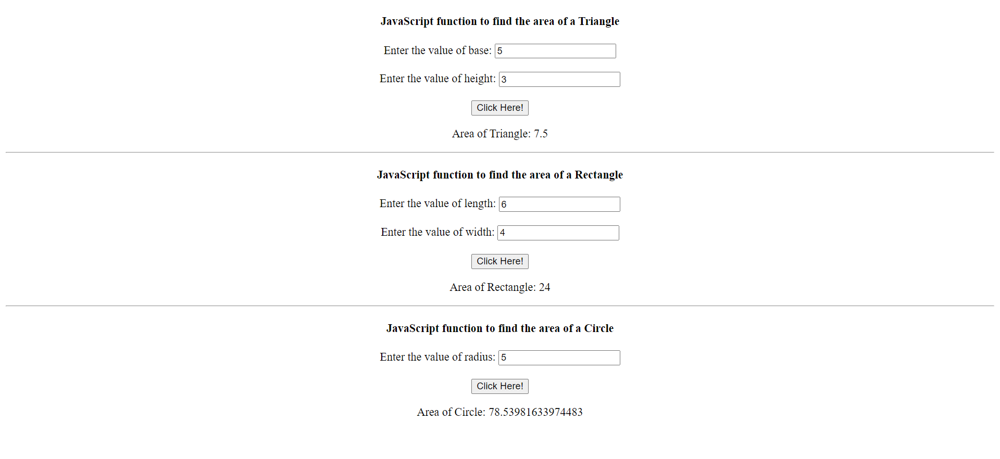 JavaScript function to find the area of a Triangle
Enter the value of base: 5
Enter the value of height: 3
Click Here!
Area of Triangle: 7.5
JavaScript function to find the area of a Rectangle
Enter the value of length: 6
Enter the value of width: 4
Click Here!
Area of Rectangle: 24
JavaScript function to find the area of a Circle
Enter the value of radius: 5
Click Here!
Area of Circle: 78.53981633974483